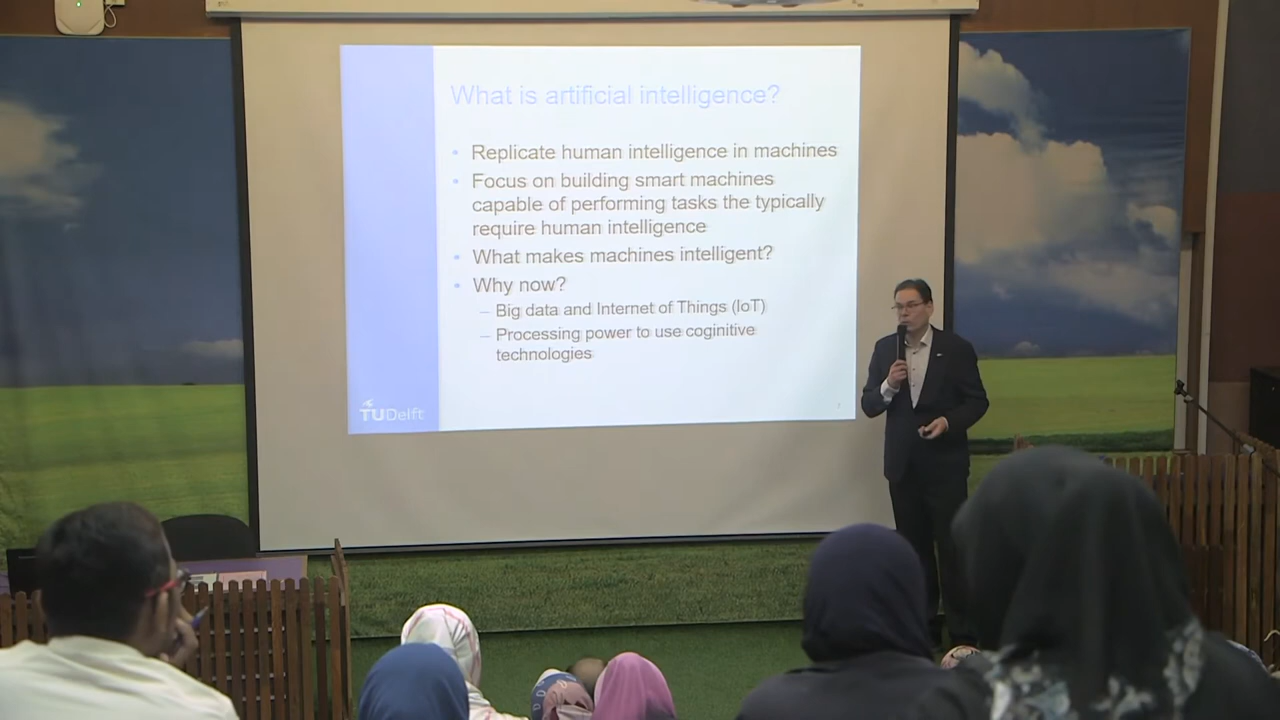 What is artificial intelligence?
• Replicate human intelligence in machines
• Focus on building smart machines
capable of performing tasks the typically
require human intelligence
• What makes machines intelligent?
• Why now?
– Big data and Internet of Things (IoT)
– Processing power to use coginitive
technologies
TUDelft